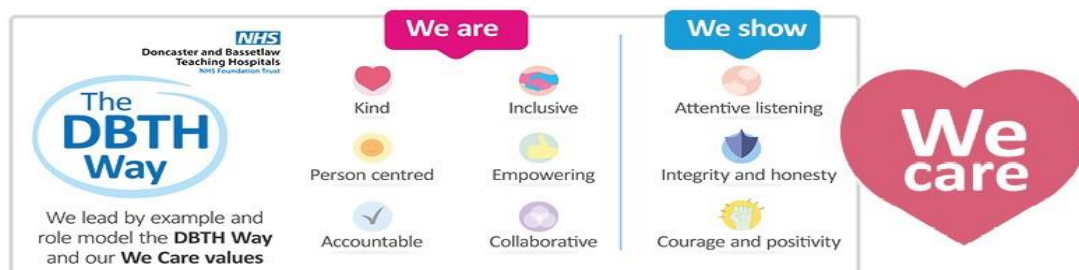 NHS
Doncaster and Bassetlaw
Teaching Hospitals
NHS Foundation Trust
The
DBTH
Way
We lead by example and
role model the DBTH Way
and our We Care values
We are
Kind
Inclusive
Person centred
Empowering
Accountable
Collaborative
We show
Attentive listening
Integrity and honesty
Courage and positivity
We
care